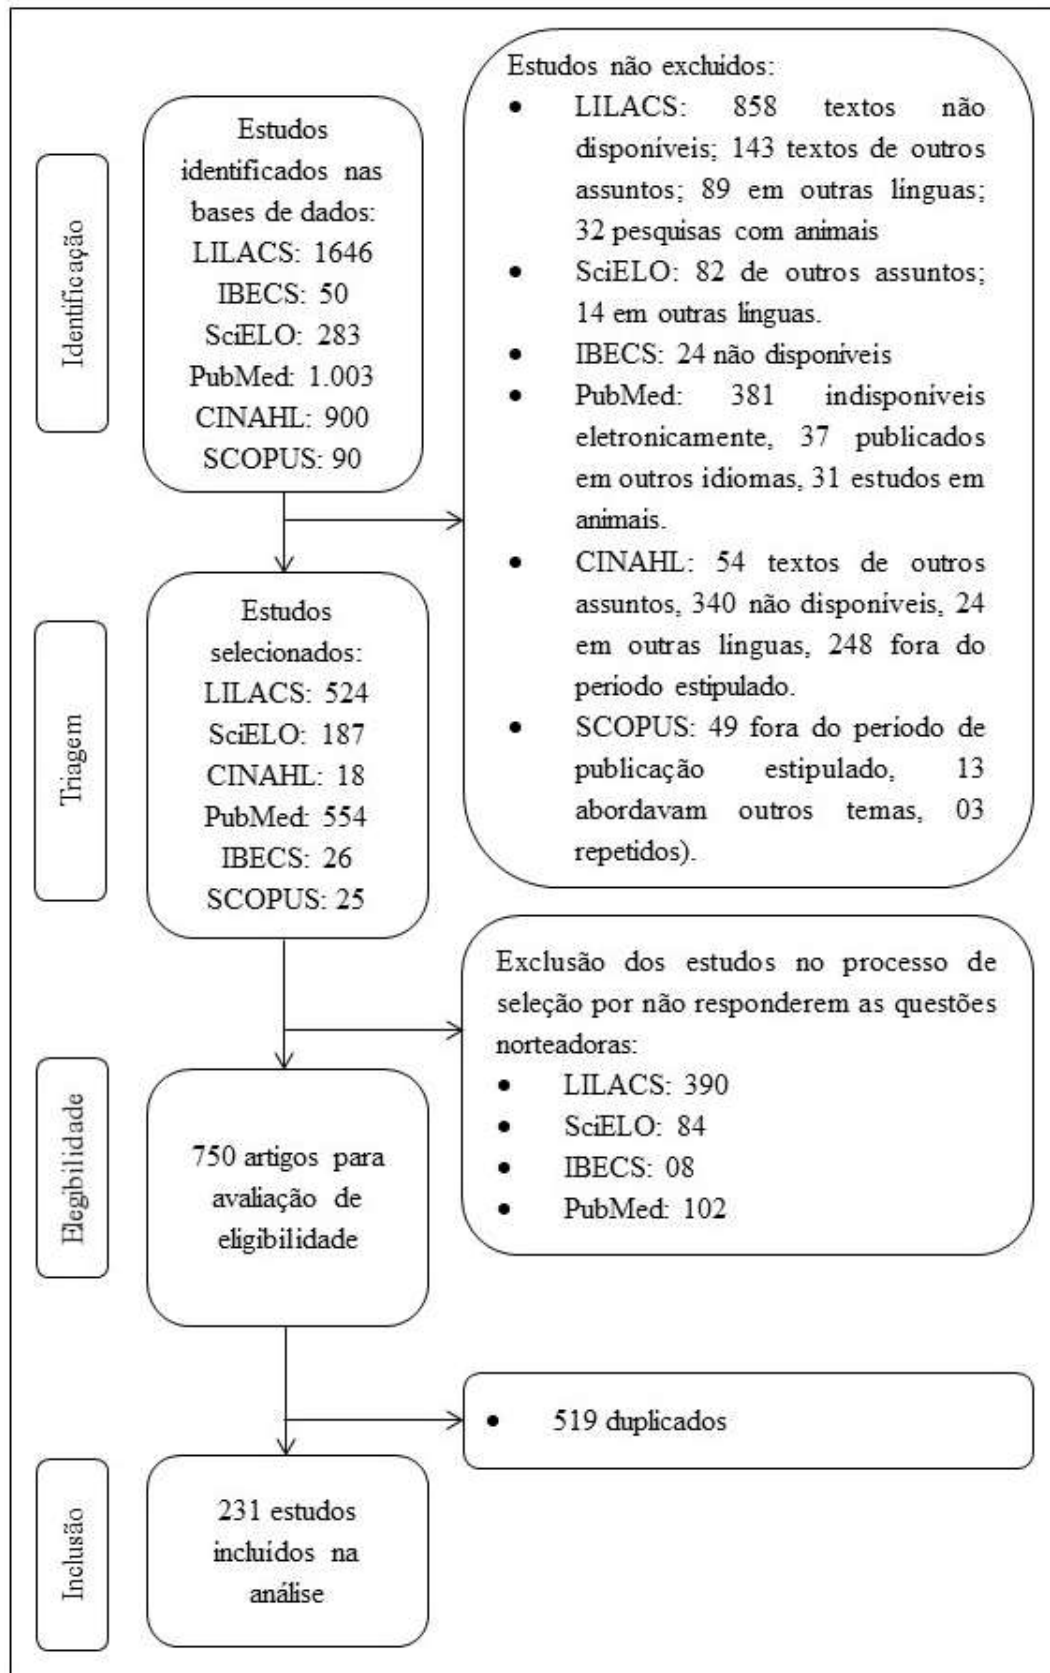 Identificação
Estudos
identificados nas
bases de dados:
LILACS: 1646
IBECS: 50
SciELO: 283
PubMed: 1.003
CINAHL: 900
SCOPUS: 90
Estudos não excluídos:
• LILACS: 858 textos não
disponíveis; 143 textos de outros
assuntos; 89 em outras línguas;
32 pesquisas com animais
• SciELO: 82 de outros assuntos;
14 em outras línguas.
• IBECS: 24 não disponíveis
• PubMed: 381 indisponíveis
eletronicamente, 37 publicados
em outros idiomas, 31 estudos em
animais.
• CINAHL: 54 textos de outros
assuntos, 340 não disponíveis, 24
em outras línguas, 248 fora do
período estipulado.
• SCOPUS: 49 fora do período de
publicação estipulado, 13
abordavam outros temas, 03
repetidos).
Triagem
Estudos
selecionados:
LILACS: 524
SciELO: 187
CINAHL: 18
PubMed: 554
IBECS: 26
SCOPUS: 25
Exclusão dos estudos no processo de
seleção por não responderem as questões
norteadoras:
• LILACS: 390
• SciELO: 84
• IBECS: 08
• PubMed: 102
Elegibilidade
750 artigos para
avaliação de
eligibilidade
• 519 duplicados
Inclusão
231 estudos
incluídos na
análise